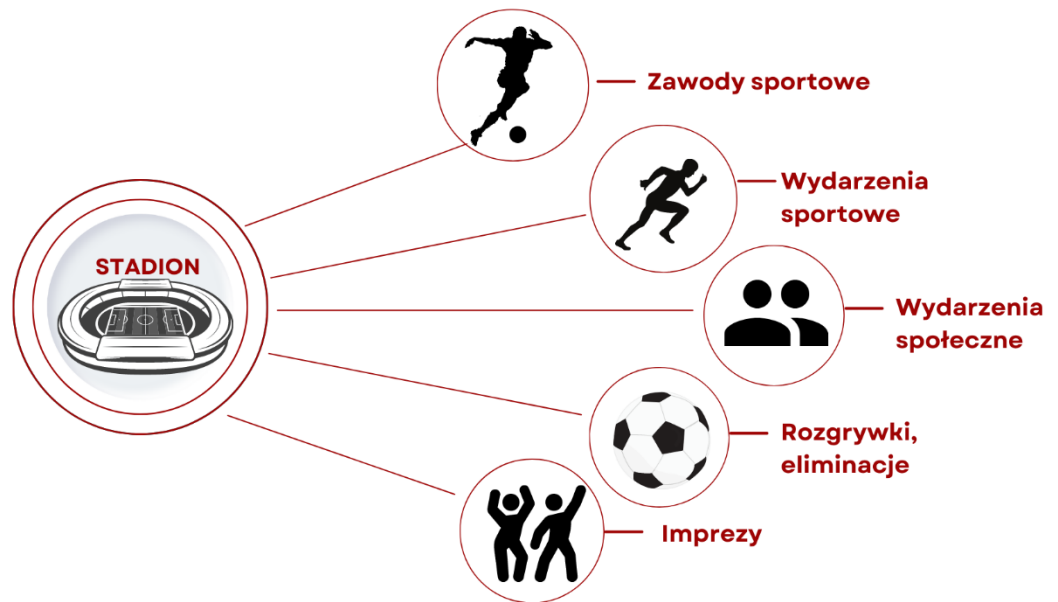 STADION
Zawody sportowe
Wydarzenia
sportowe
Wydarzenia
społeczne
Rozgrywki,
eliminacje
Imprezy